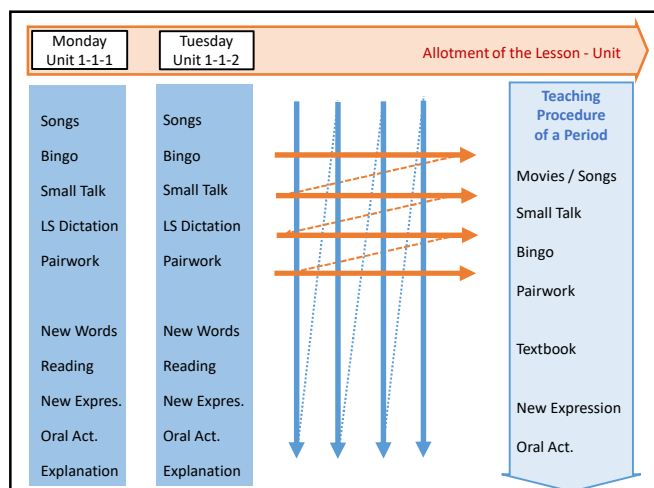 Monday
Unit 1-1-1
Tuesday
Unit 1-1-2
Allotment of the Lesson - Unit
Songs
Bingo
Small Talk
LS Dictation
Pairwork
New Words
Reading
New Expres.
Oral Act.
Explanation
Songs
Bingo
Small Talk
LS Dictation
Pairwork
New Words
Reading
New Expres.
Oral Act.
Explanation
Teaching
Procedure
of a Period
Movies / Songs
Small Talk
Bingo
Pairwork
Textbook
New Expression
Oral Act.